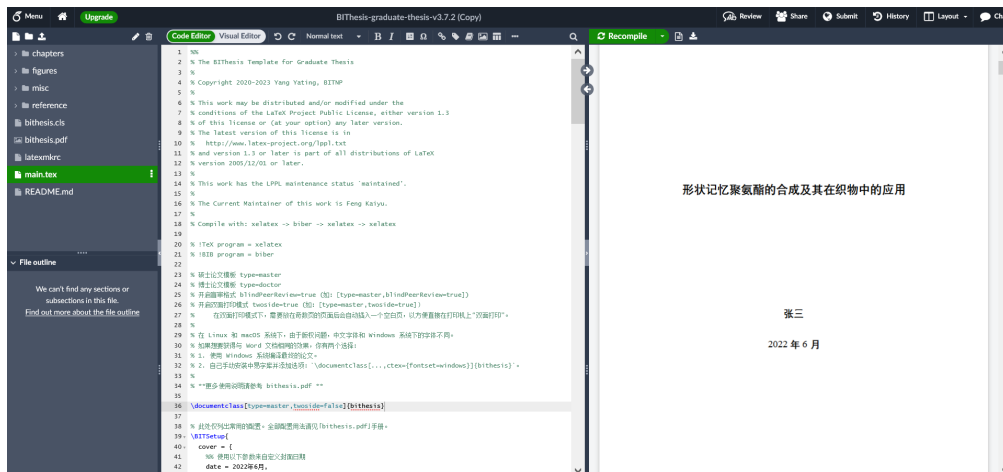 Menu
Upgrade
BIThesis-graduate-thesis-v3.7.2 (Copy)
Review
Share
Submit
History
Layout
Ch
Code Editor
Visual Editor
Normal text
Recompile
chapters
figures
misc
reference
bithesis.cls
bithesis.pdf
latexmkrc
main.tex
README.md
File outline
We can't find any sections or
subsections in this file.
Find out more about the file outline
1 %%
2 % The BIThesis Template for Graduate Thesis
3 %
4 % Copyright 2020-2023 Yang Yating, BITNP
5 %
6 % This work may be distributed and/or modified under the
7 % conditions of the LaTeX Project Public License, either version 1.3
8 % of this license or (at your option) any later version.
9 % The latest version of this license is in
10 % http://www.latex-project.org/lppl.txt
11 % and version 1.3 or later is part of all distributions of LaTeX
12 % version 2005/12/01 or later.
13 %
14 % This work has the LPPL maintenance status `maintained'.
15 %
16 % The Current Maintainer of this work is Feng Kaiyu.
17 %
18 % Compile with: xelatex -> biber -> xelatex -> xelatex
19
20 % !TeX program = xelatex
21 % !BIB program = biber
22
23 % 硕士论文模板 type=master
24 % 博士论文模板 type=doctor
25 % 开启盲审格式 blindPeerReview=true (如: [type=master,blindPeerReview=true])
26 % 开启双面打印模式 twoside=true (如: [type=master,twoside=true])
27 % 在双面打印模式下，需要放在奇数页的页面后会自动插入一个空白页，以方便直接在打印机上"双面打印"。
28 %
29 % 在 Linux 和 macOS 系统下，由于版权问题，中文字体和 Windows 系统下的字体不同。
30 % 如果想要获得与 Word 文档相同的效果，你有两个选择：
31 % 1. 使用 Windows 系统编译最终的论文。
32 % 2. 自己手动安装中易字库并添加选项：`\documentclass[...,ctex={fontset=windows}]{bithesis}`。
33 %
34 % **更多使用说明请参考 bithesis.pdf **
35
36 \documentclass[type=master,twoside=false]{bithesis}
37
38 % 此处仅列出常用的配置。全部配置用法请见「bithesis.pdf」手册。
39 \BITSetup{
40 cover = {
41 %% 使用以下参数来自定义封面日期
42 date = 2022年6月,
形状记忆聚氨酯的合成及其在织物中的应用
张三
2022 年 6 月